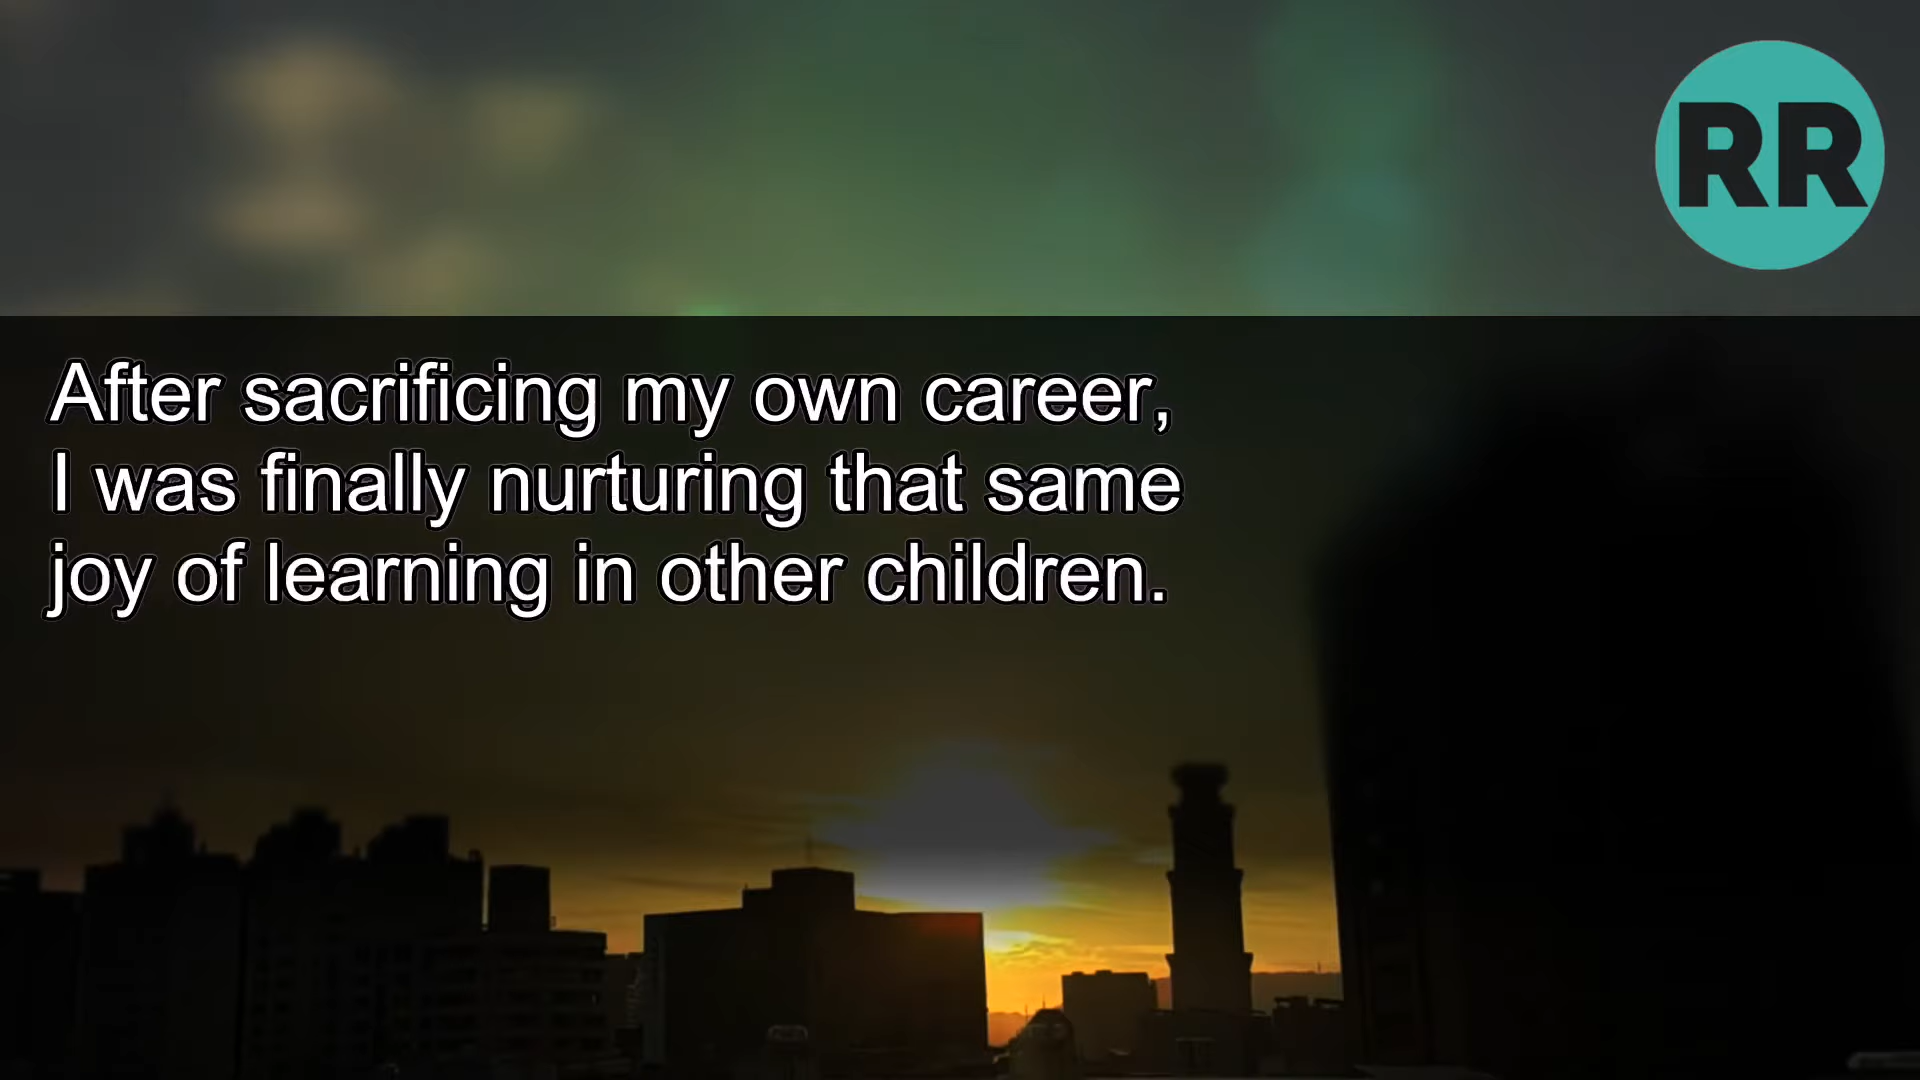 RR
After sacrificing my own career,
I was finally nurturing that same
joy of learning in other children.